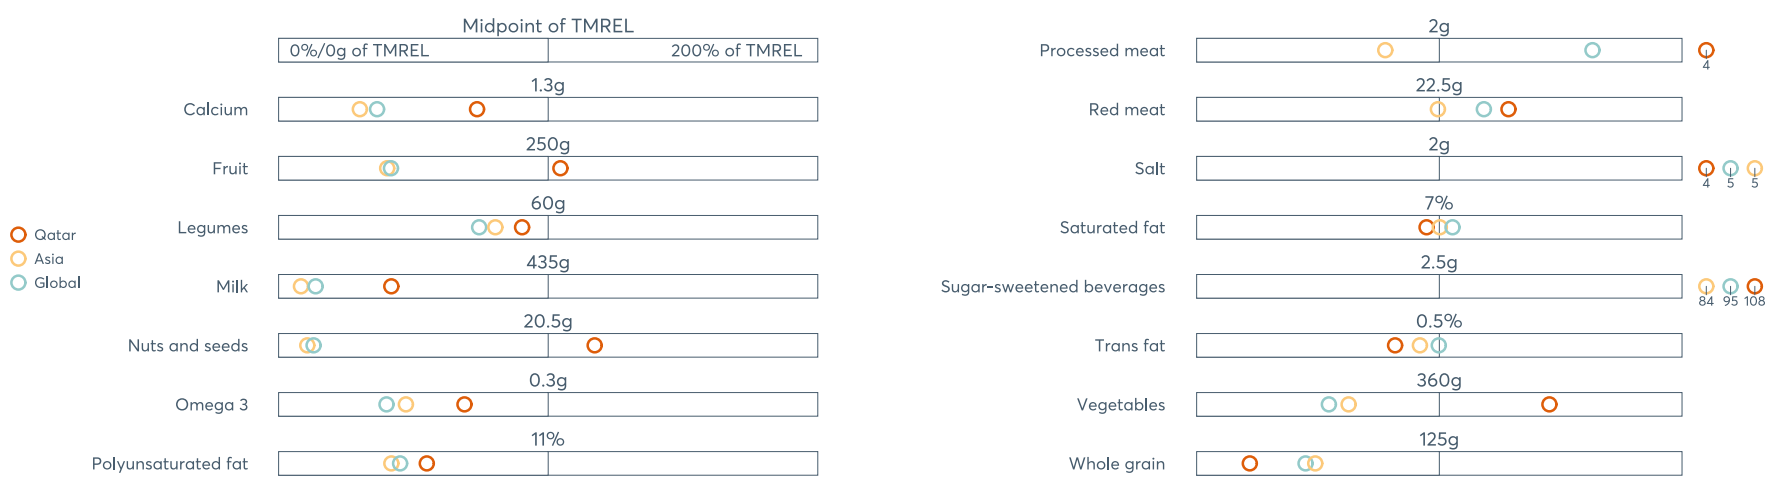 Midpoint of TMREL
0%/0g of TMREL 200% of TMREL
1.3g
Calcium
250g
Fruit
60g
Legumes
435g
Milk
20.5g
Nuts and seeds
0.3g
Omega 3
11%
Polyunsaturated fat
Qatar
Asia
Global
2g
Processed meat
4
22.5g
Red meat
2g
Salt
4 5 5
7%
Saturated fat
2.5g
Sugar-sweetened beverages
84 95 108
0.5%
Trans fat
360g
Vegetables
125g
Whole grain